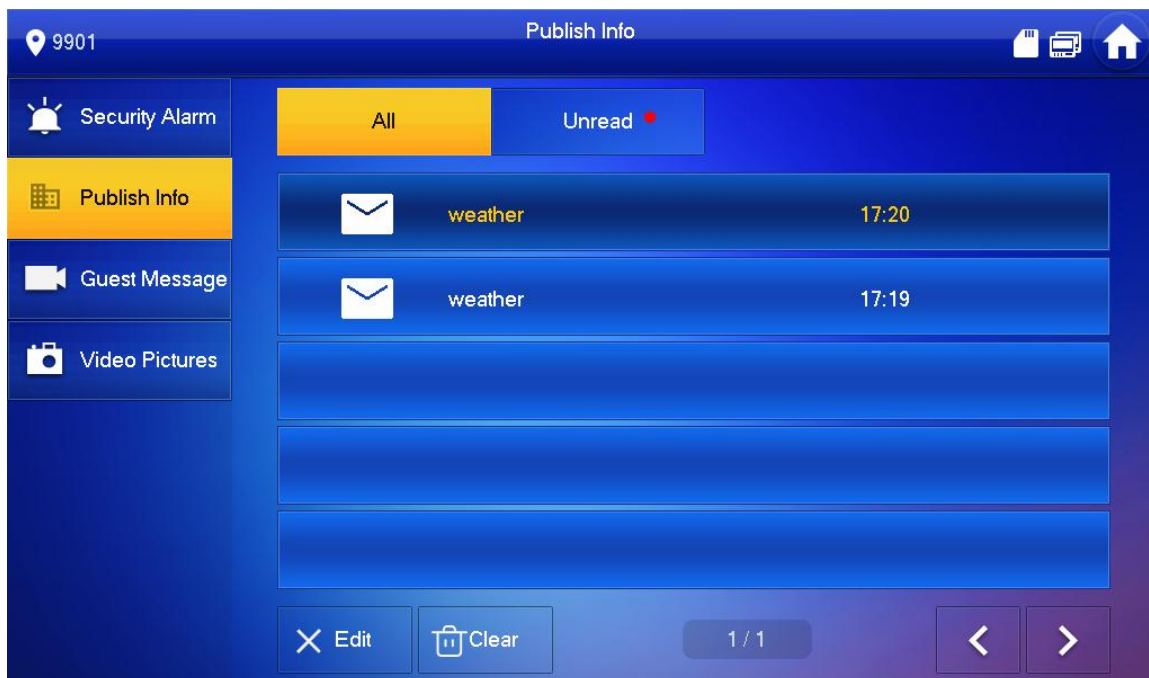 9901
Publish Info
Security Alarm
Publish Info
Guest Message
Video Pictures
All
Unread
weather 17:20
weather 17:19
Edit
Clear
1 / 1